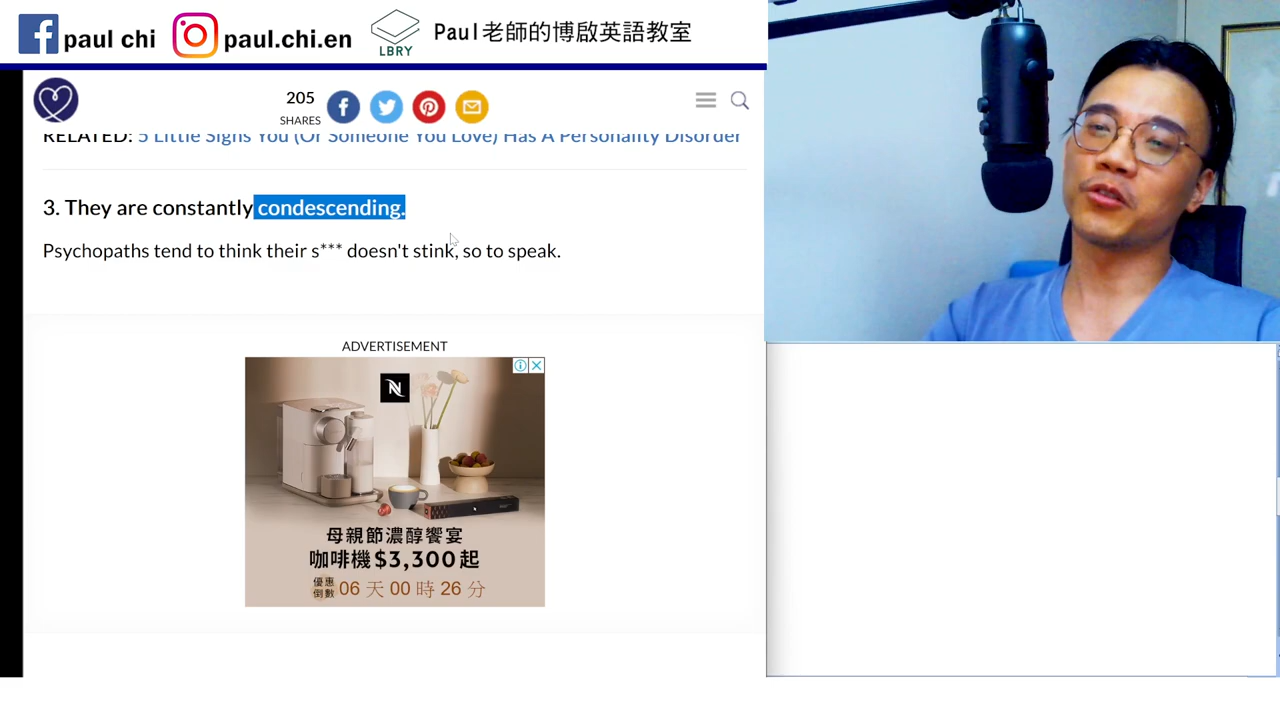 paul chi
paul.chi.en
LBRY
Paul老師的博啟英語教室
205
SHARES
RELATED: 5 Little Signs You (Or Someone You Love) Has A Personality Disorder
3. They are constantly condescending.
Psychopaths tend to think their s*** doesn't stink, so to speak.
ADVERTISEMENT
N
母親節濃醇饗宴
咖啡機$3,300起
優惠倒數 06 天 00 時 26 分